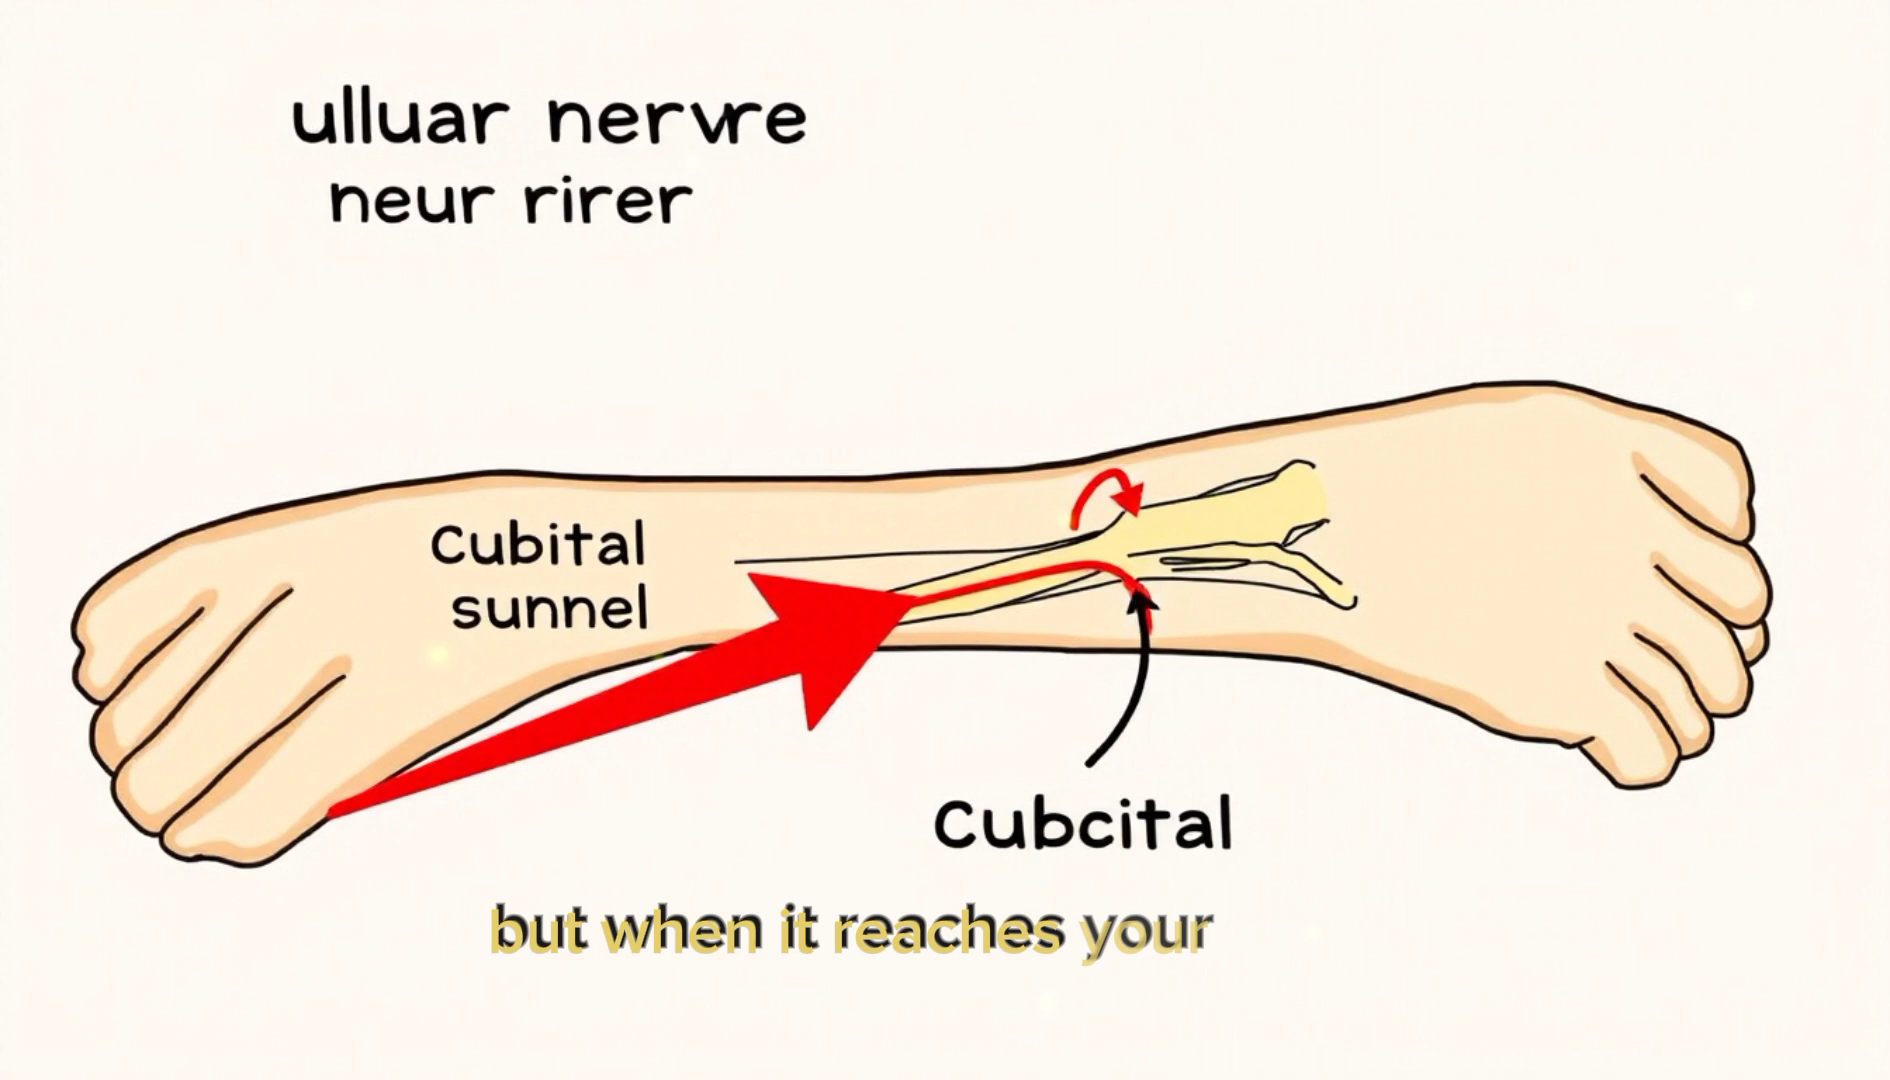 ulluar nervre
neur rirer
Cubital
sunnel
Cubcital
but when it reaches your